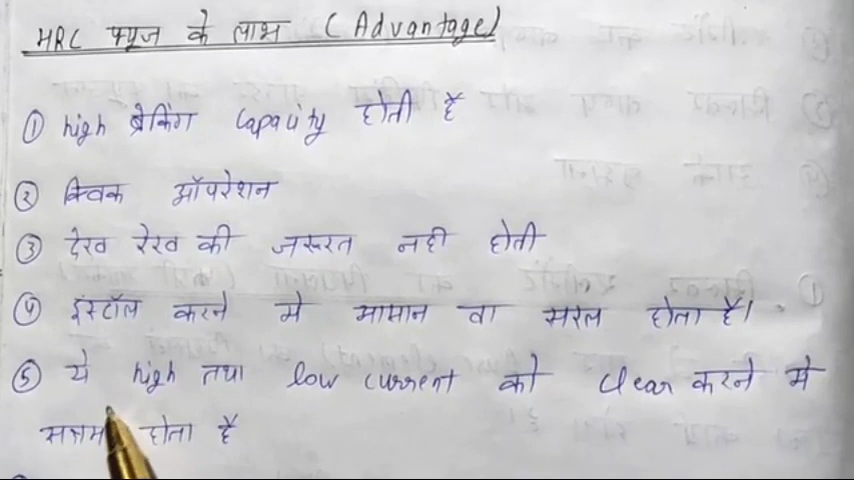 HRC फ्यूज के लाभ (Advantage)
① high ब्रेकिंग Capacity होती है
② क्विक ऑपरेशन
③ देख रेख की जरूरत नही होती
④ इंस्टॉल करने मे आसान वा सरल होता है।
⑤ ये high तथा low current को clear करने मे
सक्षम होता है